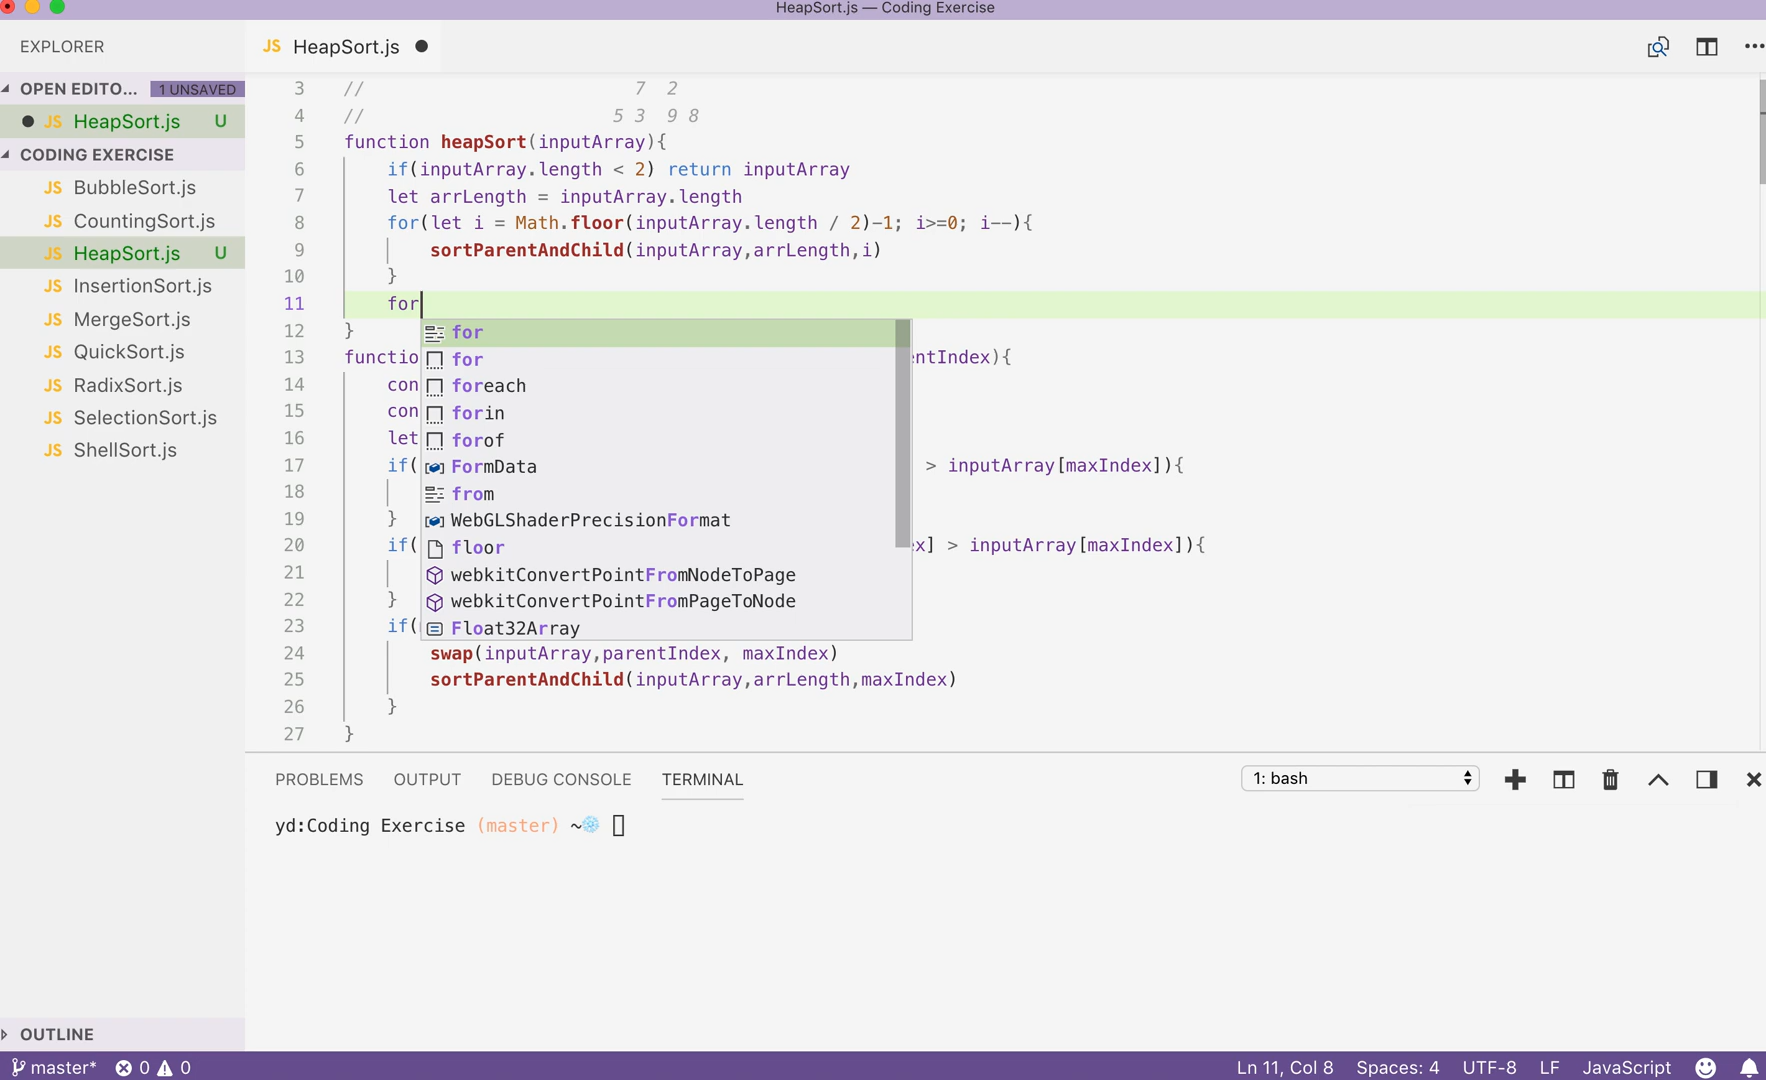 HeapSort.js — Coding Exercise
EXPLORER
JS HeapSort.js
OPEN EDITO... 1 UNSAVED
JS HeapSort.js U
CODING EXERCISE
JS BubbleSort.js
JS CountingSort.js
JS HeapSort.js U
JS InsertionSort.js
JS MergeSort.js
JS QuickSort.js
JS RadixSort.js
JS SelectionSort.js
JS ShellSort.js
OUTLINE
3 // 7 2
4 // 5 3 9 8
5 function heapSort(inputArray){
6 if(inputArray.length < 2) return inputArray
7 let arrLength = inputArray.length
8 for(let i = Math.floor(inputArray.length / 2)-1; i>=0; i--){
9 sortParentAndChild(inputArray,arrLength,i)
10 }
11 for
12 }
13 functio ntIndex){
14 con
15 con
16 let
17 if( > inputArray[maxIndex]){
18
19 }
20 if( x] > inputArray[maxIndex]){
21
22 }
23 if(
24 swap(inputArray,parentIndex, maxIndex)
25 sortParentAndChild(inputArray,arrLength,maxIndex)
26 }
27 }
for
for
foreach
forin
forof
FormData
from
WebGLShaderPrecisionFormat
floor
webkitConvertPointFromNodeToPage
webkitConvertPointFromPageToNode
Float32Array
PROBLEMS OUTPUT DEBUG CONSOLE TERMINAL 1: bash
yd:Coding Exercise (master) ~
master* 0 0 Ln 11, Col 8 Spaces: 4 UTF-8 LF JavaScript